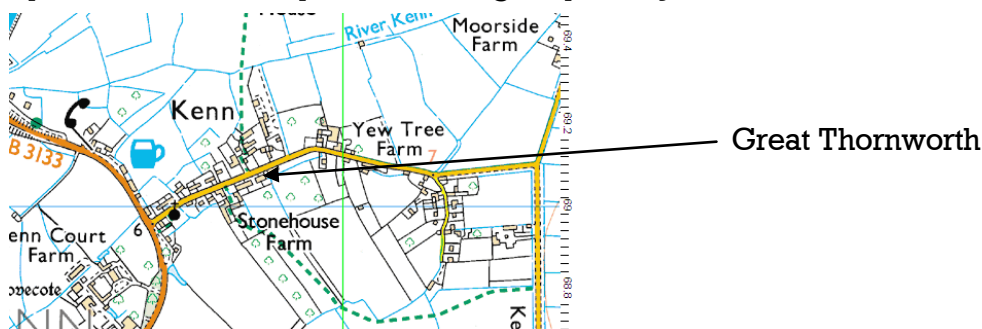 River Kenn
Moorside
Farm
69.4
Kenn
69.2
B 3133
Yew Tree
Farm 7
Great Thornworth
69
Stonehouse
Farm
6
enn Court
Farm
68.8
ovecote
Ke